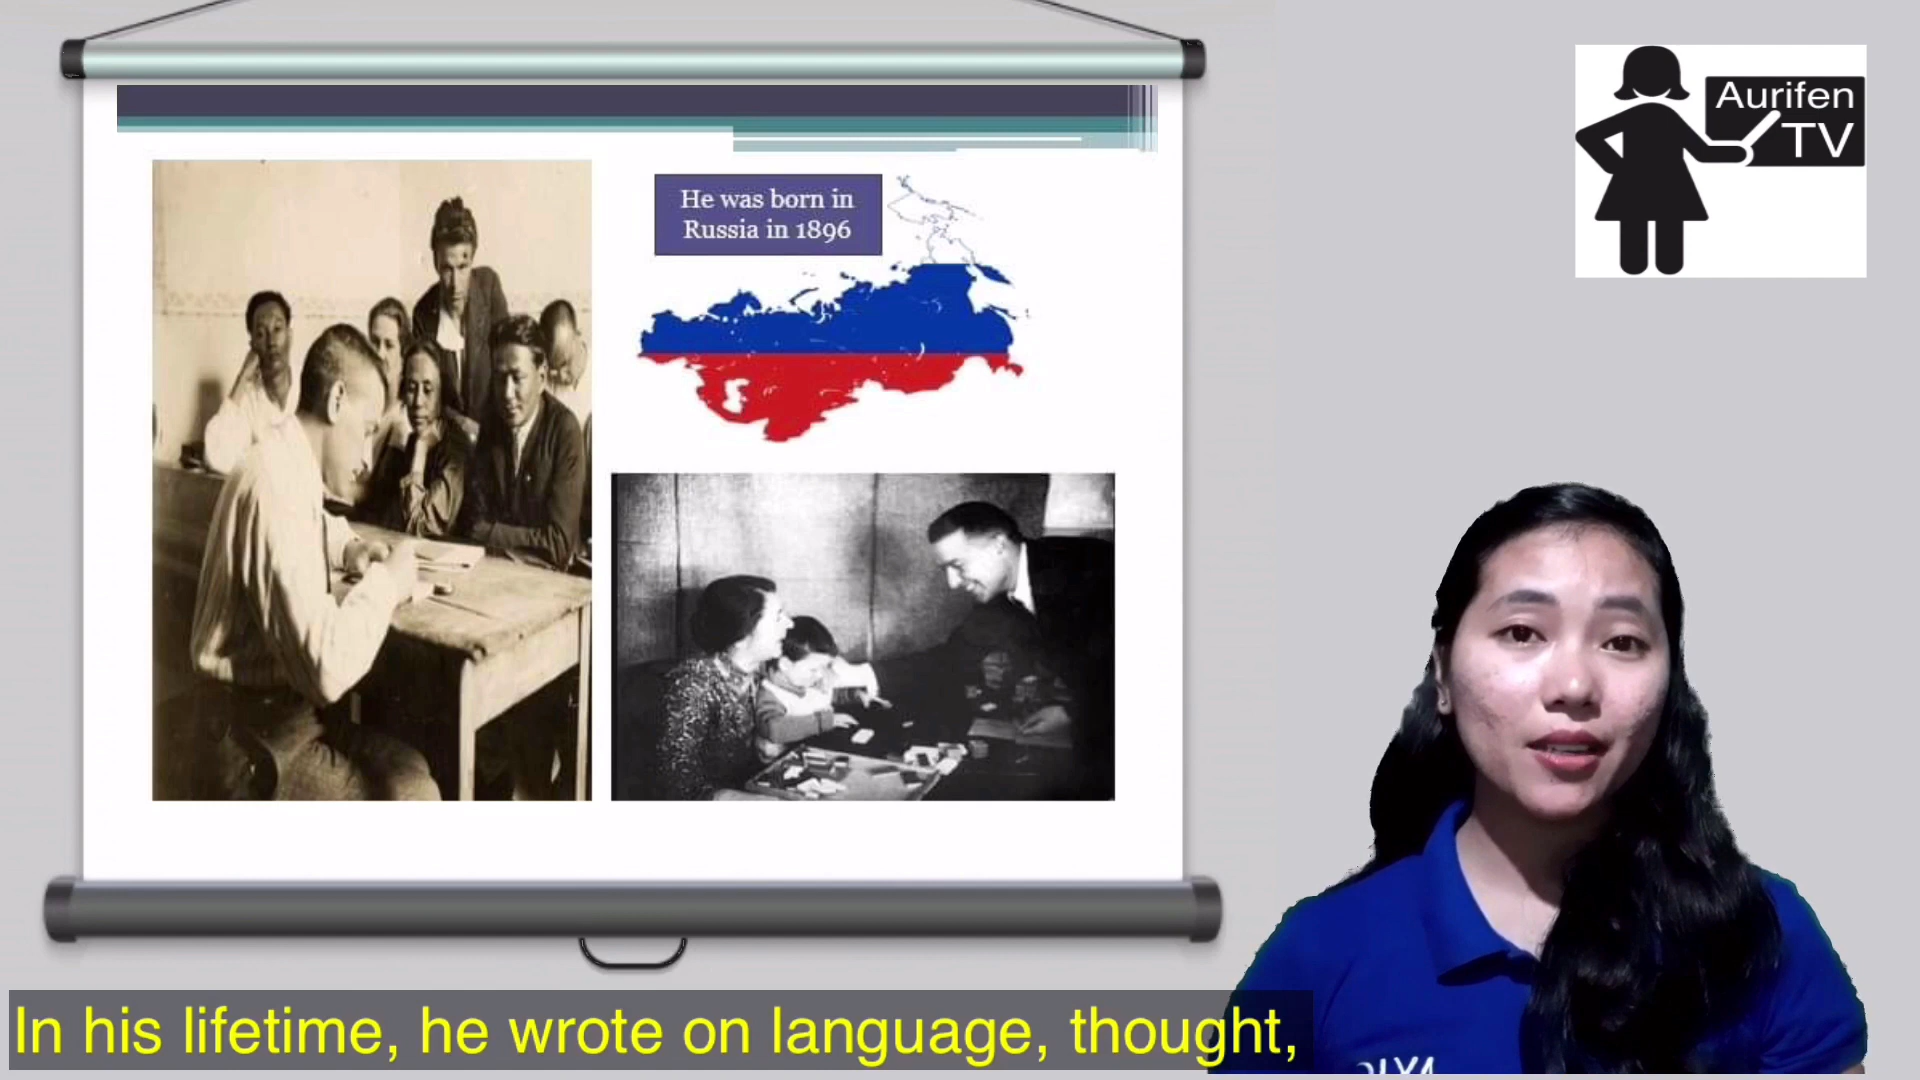 Aurifen
TV
He was born in
Russia in 1896
In his lifetime, he wrote on language, thought,